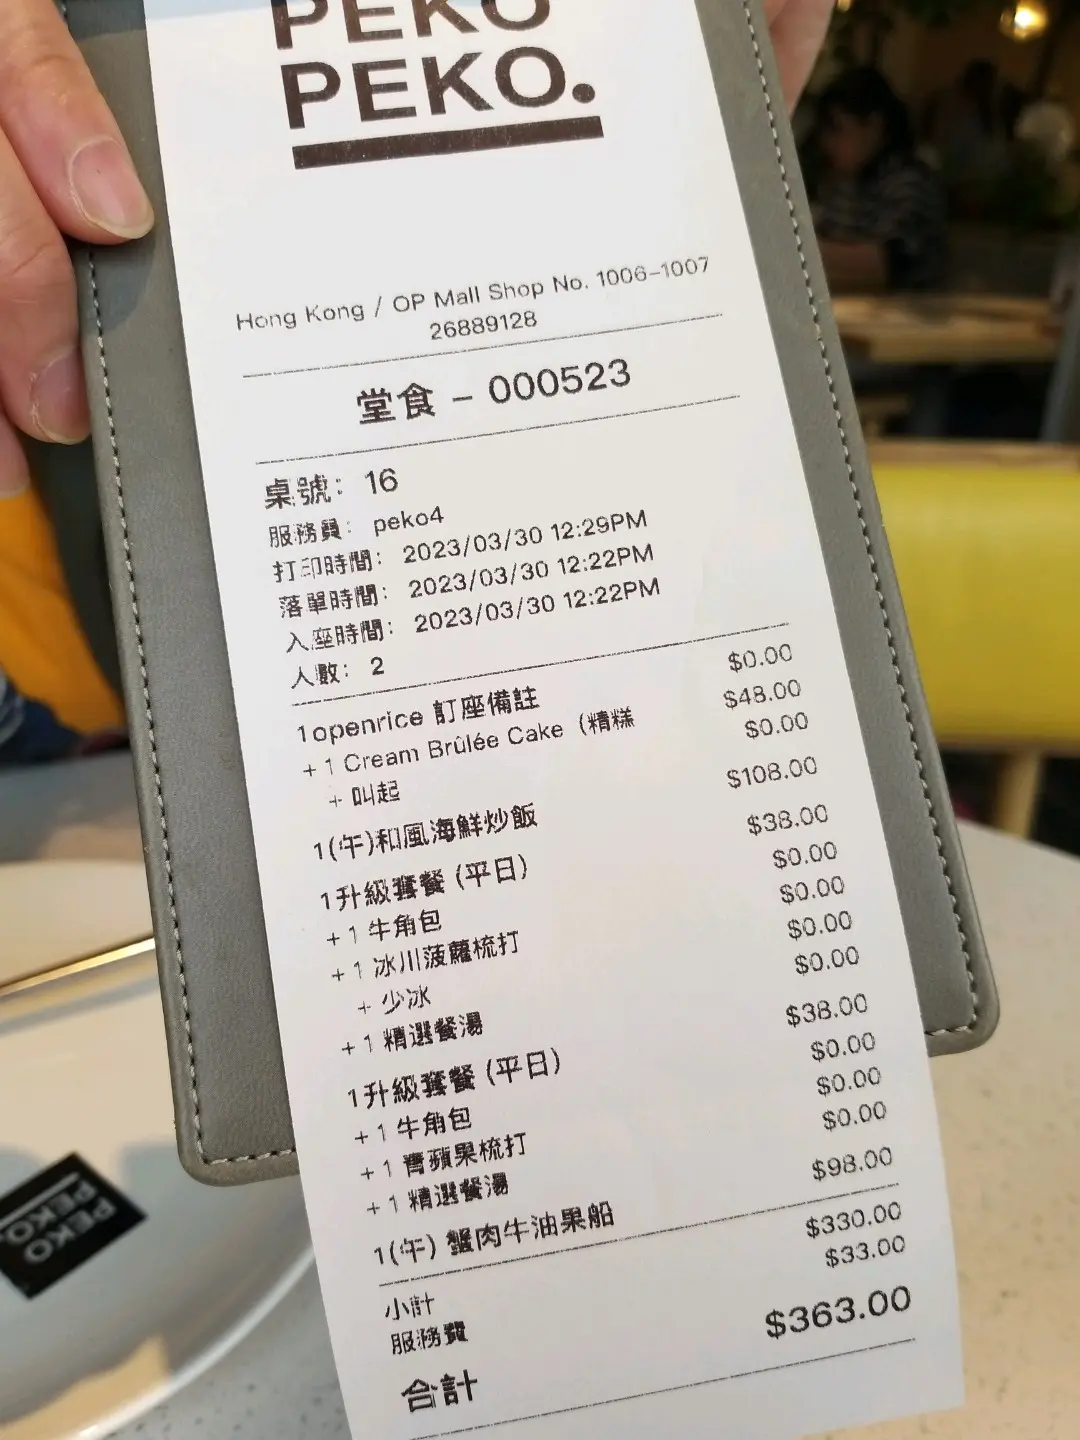 PEKO
PEKO.
Hong Kong / OP Mall Shop No. 1006-1007
26889128
堂食 - 000523
桌號: 16
服務員: peko4
打印時間: 2023/03/30 12:29PM
落單時間: 2023/03/30 12:22PM
入座時間: 2023/03/30 12:22PM
人數: 2
1openrice 訂座備註 $0.00
+ 1 Cream Brûlée Cake (精糕 $48.00
+ 叫起 $0.00
1(午)和風海鮮炒飯 $108.00
1升級套餐 (平日) $38.00
+ 1 牛角包 $0.00
+ 1 冰川菠蘿梳打 $0.00
+ 少冰 $0.00
+ 1 精選餐湯 $0.00
1升級套餐 (平日) $38.00
+ 1 牛角包 $0.00
+ 1 青蘋果梳打 $0.00
+ 1 精選餐湯 $0.00
1(午) 蟹肉牛油果船 $98.00
小計 $330.00
服務費 $33.00
合計 $363.00
PEKO
PEKO.